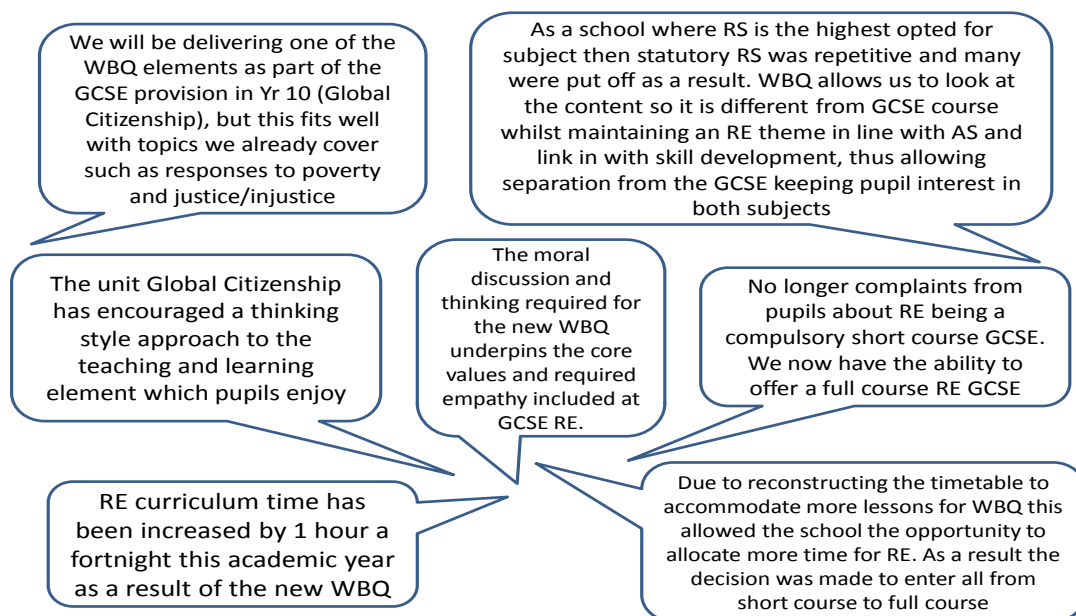 We will be delivering one of the
WBQ elements as part of the
GCSE provision in Yr 10 (Global
Citizenship), but this fits well
with topics we already cover
such as responses to poverty
and justice/injustice
As a school where RS is the highest opted for
subject then statutory RS was repetitive and many
were put off as a result. WBQ allows us to look at
the content so it is different from GCSE course
whilst maintaining an RE theme in line with AS and
link in with skill development, thus allowing
separation from the GCSE keeping pupil interest in
both subjects
The unit Global Citizenship
has encouraged a thinking
style approach to the
teaching and learning
element which pupils enjoy
The moral
discussion and
thinking required for
the new WBQ
underpins the core
values and required
empathy included at
GCSE RE.
No longer complaints from
pupils about RE being a
compulsory short course GCSE.
We now have the ability to
offer a full course RE GCSE
RE curriculum time has
been increased by 1 hour a
fortnight this academic year
as a result of the new WBQ
Due to reconstructing the timetable to
accommodate more lessons for WBQ this
allowed the school the opportunity to
allocate more time for RE. As a result the
decision was made to enter all from
short course to full course